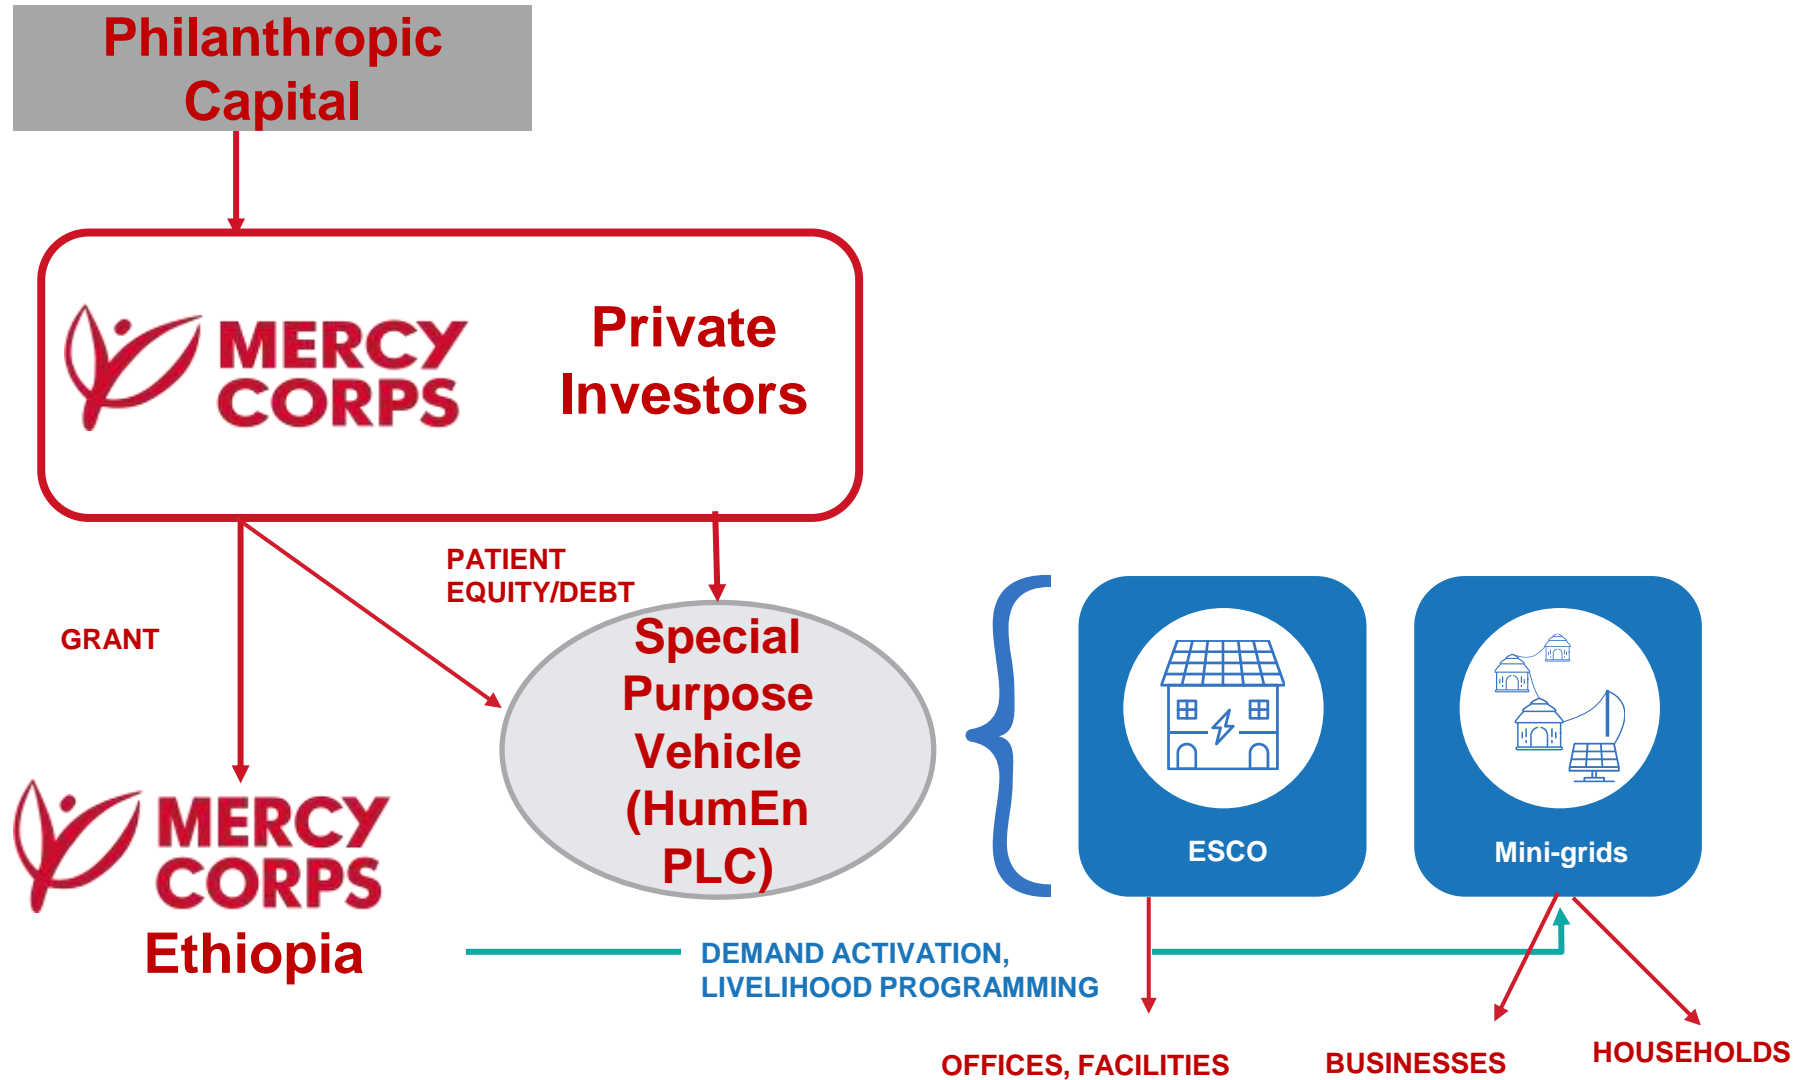 Philanthropic
Capital
MERCY
CORPS
Private
Investors
PATIENT
EQUITY/DEBT
GRANT
Special
Purpose
Vehicle
(HumEn
PLC)
ESCO
Mini-grids
MERCY
CORPS
Ethiopia
DEMAND ACTIVATION,
LIVELIHOOD PROGRAMMING
OFFICES, FACILITIES
BUSINESSES
HOUSEHOLDS